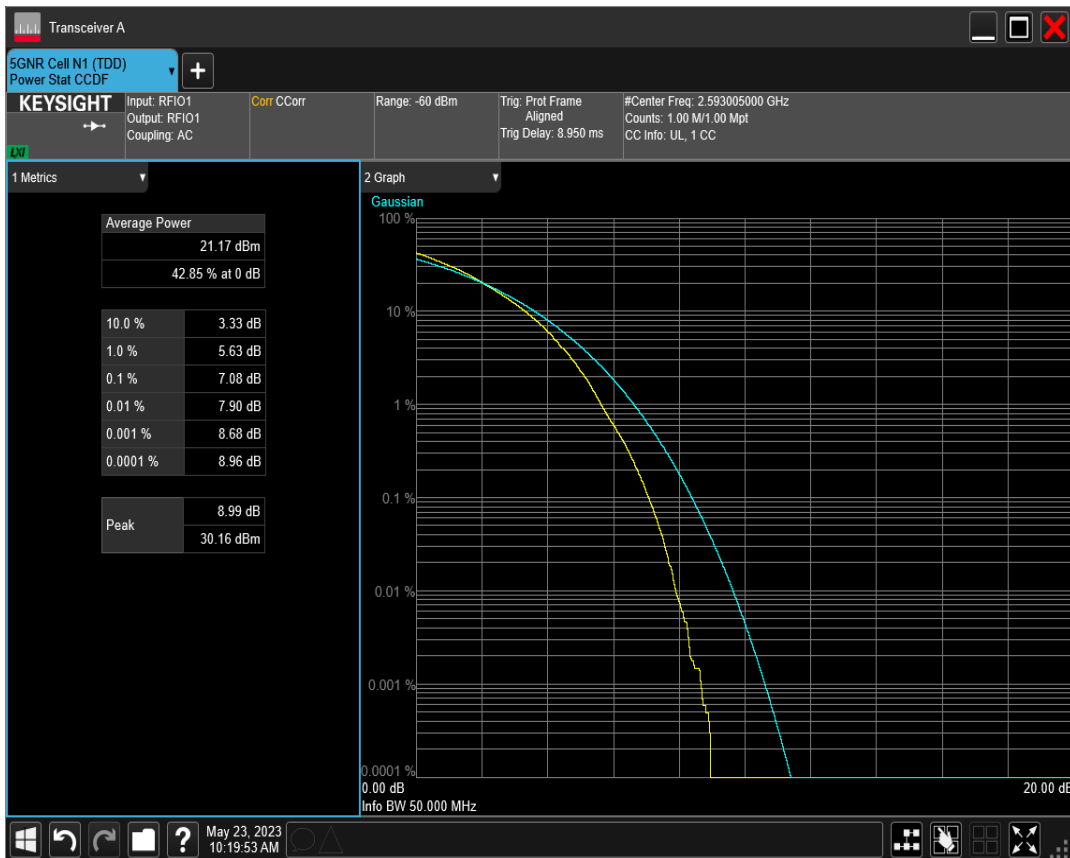 Transceiver A
5GNR Cell N1 (TDD)
Power Stat CCDF
KEYSIGHT
LXI
Input: RFIO1
Output: RFIO1
Coupling: AC
Corr CCorr
Range: -60 dBm
Trig: Prot Frame
Aligned
Trig Delay: 8.950 ms
#Center Freq: 2.593005000 GHz
Counts: 1.00 M/1.00 Mpt
CC Info: UL, 1 CC
1 Metrics
Average Power
21.17 dBm
42.85 % at 0 dB
10.0 % 3.33 dB
1.0 % 5.63 dB
0.1 % 7.08 dB
0.01 % 7.90 dB
0.001 % 8.68 dB
0.0001 % 8.96 dB
Peak
8.99 dB
30.16 dBm
2 Graph
Gaussian
100 %
10 %
1 %
0.1 %
0.01 %
0.001 %
0.0001 %
0.00 dB 20.00 dB
Info BW 50.000 MHz
?
May 23, 2023
10:19:53 AM